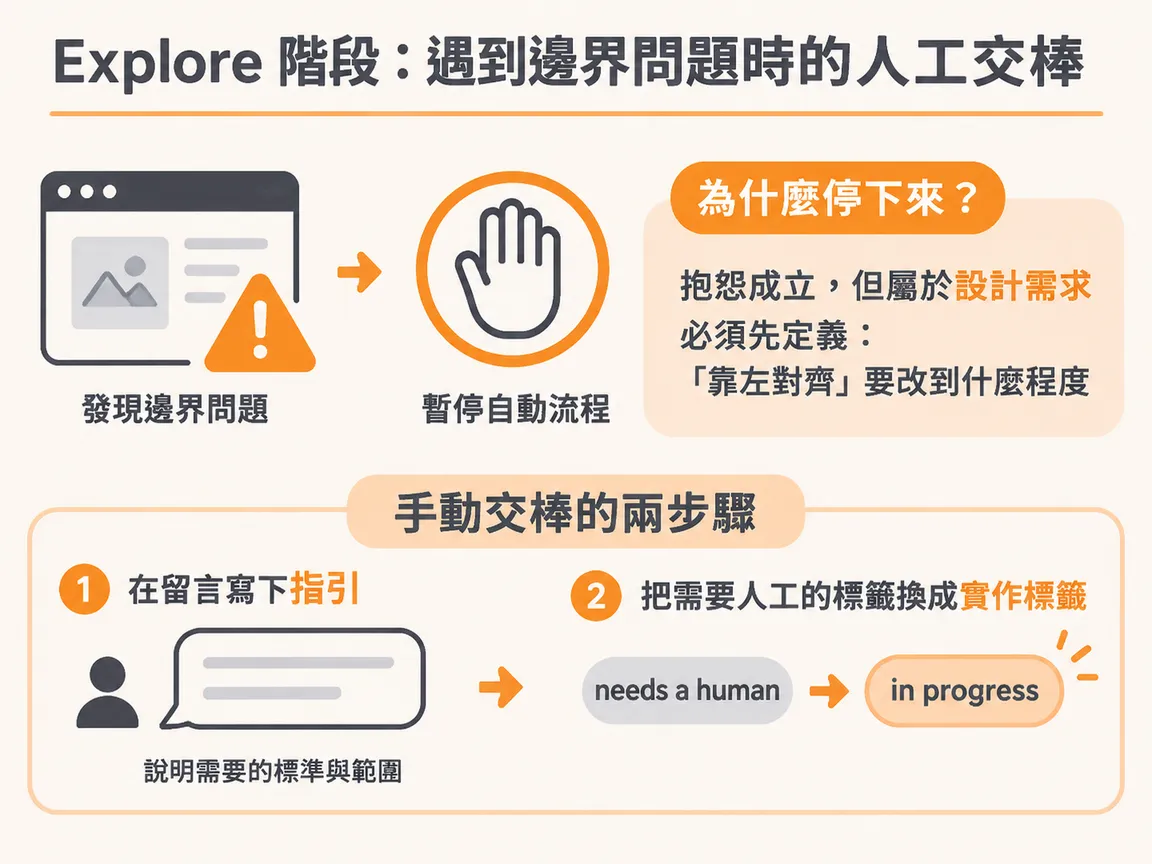 Explore 階段：遇到邊界問題時的人工交棒
發現邊界問題
暫停自動流程
為什麼停下來？
抱怨成立，但屬於設計需求
必須先定義：
「靠左對齊」要改到什麼程度
手動交棒的兩步驟
1 在留言寫下指引
說明需要的標準與範圍
2 把需要人工的標籤換成實作標籤
needs a human
in progress